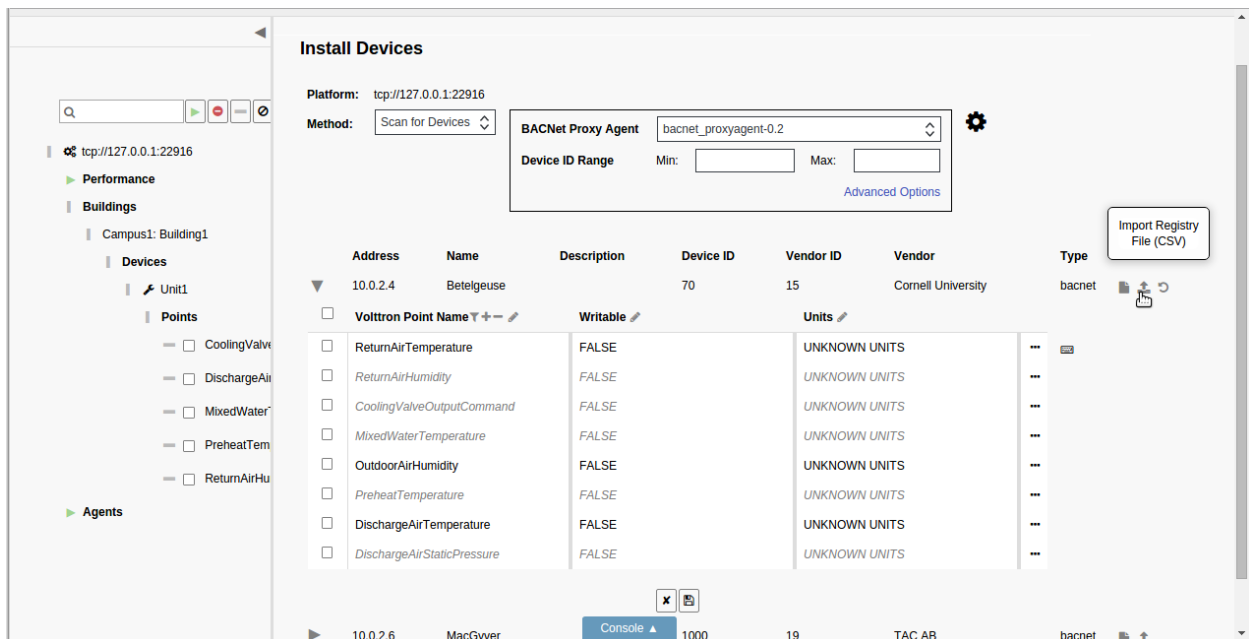 Install Devices
Platform: tcp://127.0.0.1:22916
Method: Scan for Devices
BACNet Proxy Agent bacnet_proxyagent-0.2
Device ID Range Min: Max:
Advanced Options
tcp://127.0.0.1:22916
Performance
Buildings
Campus1: Building1
Devices
Unit1
Points
CoolingValve
DischargeAir
MixedWaterT
PreheatTem
ReturnAirHu
Agents
Import Registry
File (CSV)
Address Name Description Device ID Vendor ID Vendor Type
10.0.2.4 Betelgeuse 70 15 Cornell University bacnet
Volttron Point Name Writable Units
ReturnAirTemperature FALSE UNKNOWN UNITS
ReturnAirHumidity FALSE UNKNOWN UNITS
CoolingValveOutputCommand FALSE UNKNOWN UNITS
MixedWaterTemperature FALSE UNKNOWN UNITS
OutdoorAirHumidity FALSE UNKNOWN UNITS
PreheatTemperature FALSE UNKNOWN UNITS
DischargeAirTemperature FALSE UNKNOWN UNITS
DischargeAirStaticPressure FALSE UNKNOWN UNITS
Console ▲
10.0.2.6 MacGyver 1000 19 TAC AB bacnet